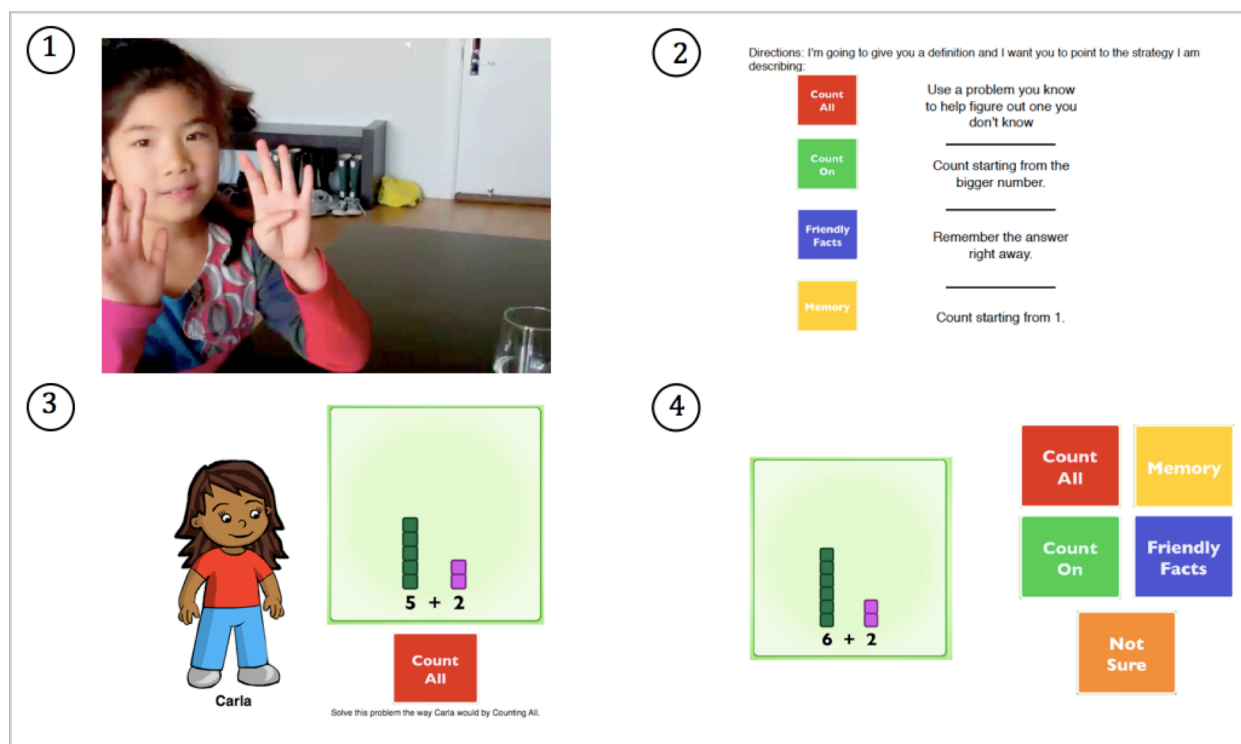 1
2
Directions: I'm going to give you a definition and I want you to point to the strategy I am
describing:
Count
All
Use a problem you know
to help figure out one you
don't know
Count
On
Count starting from the
bigger number.
Friendly
Facts
Remember the answer
right away.
Memory
Count starting from 1.
3
5 + 2
Count
All
Carla
Solve this problem the way Carla would by Counting All.
4
6 + 2
Count
All
Memory
Count
On
Friendly
Facts
Not
Sure